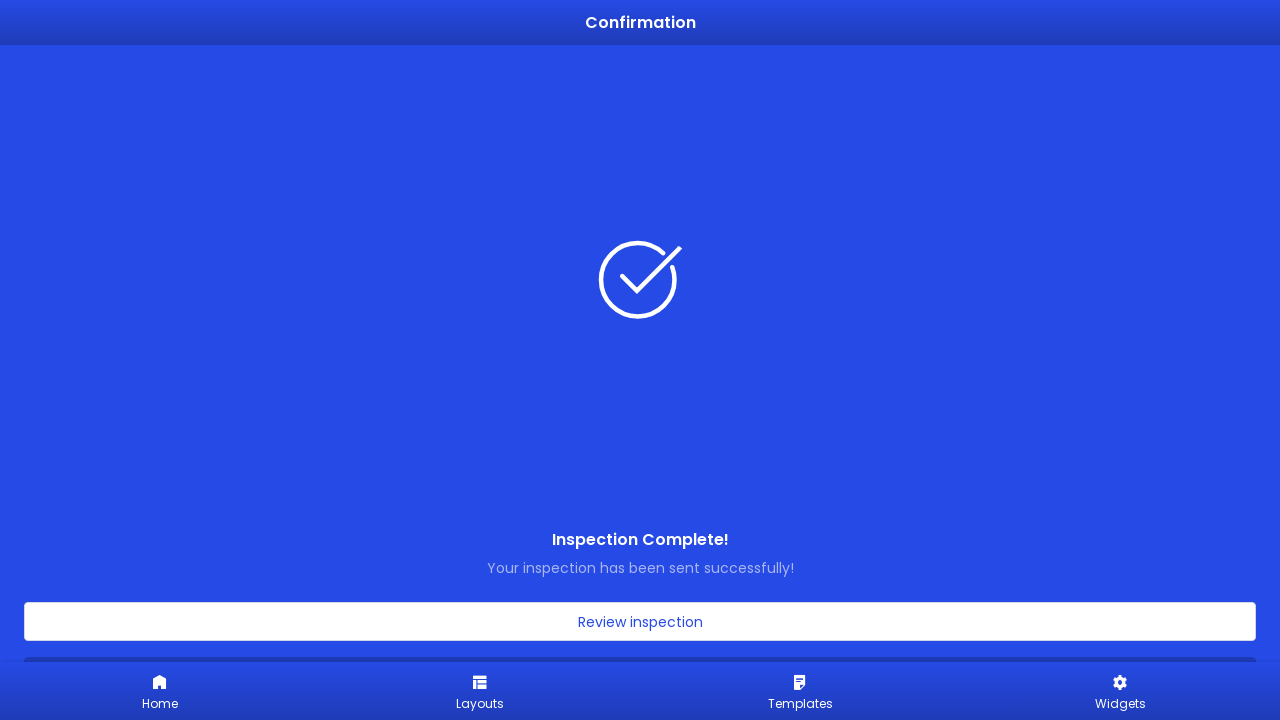 Confirmation
Inspection Complete!
Your inspection has been sent successfully!
Review inspection
Home
Layouts
Templates
Widgets